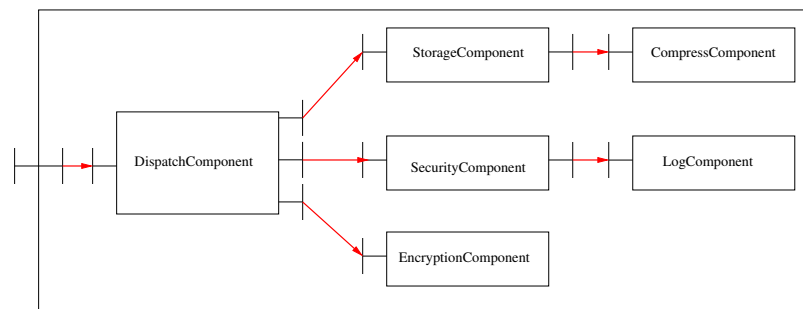 StorageComponent
CompressComponent
DispatchComponent
SecurityComponent
LogComponent
EncryptionComponent